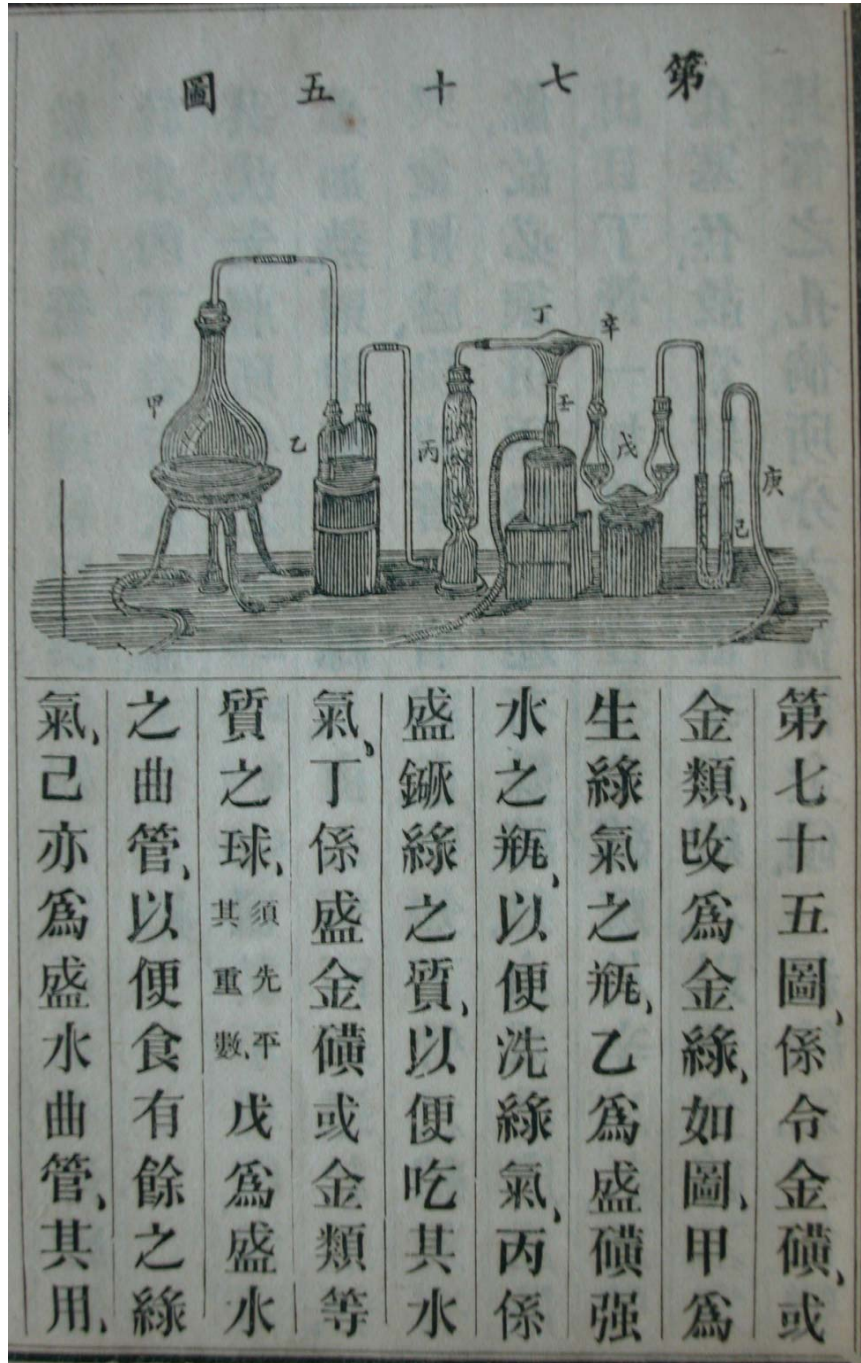 第七十五圖
甲
乙
丙
丁
辛
壬
戊
己
庚
第七十五圖、係令金磺、或
金類、改爲金綠、如圖、甲爲
生綠氣之瓶、乙爲盛磺强
水之瓶、以便洗綠氣、丙係
盛鐝綠之質、以便吃其水
氣、丁係盛金磺或金類等
質之球、須先平其重數、戊爲盛水
之曲管、以便食有餘之綠
氣、己亦爲盛水曲管、其用、